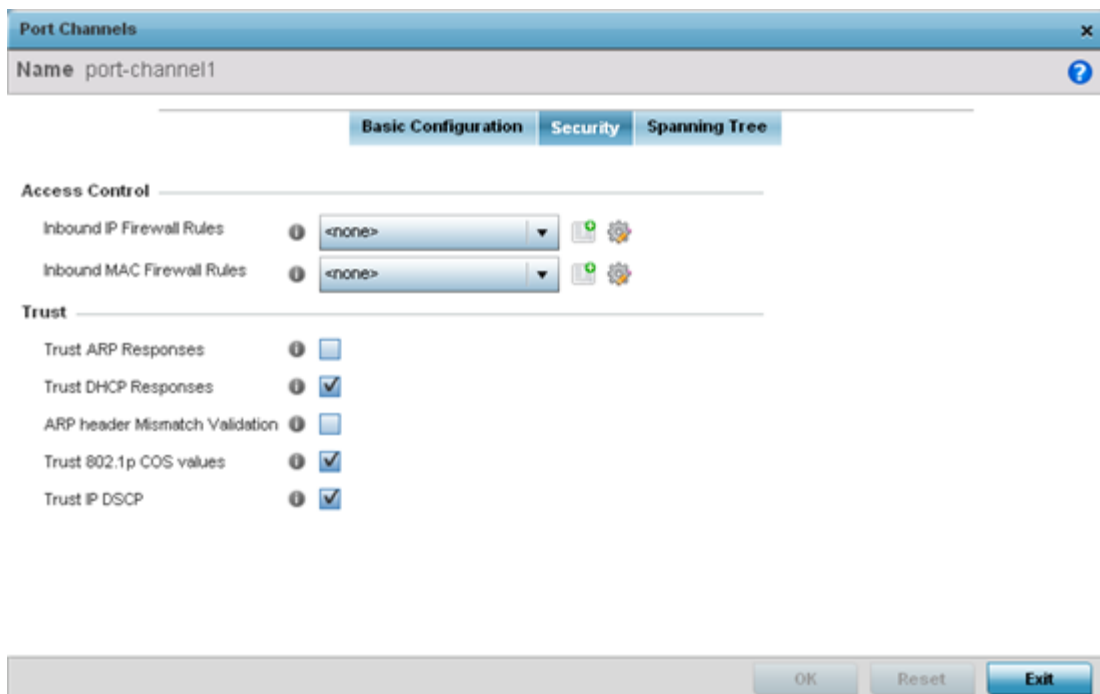 Port Channels
Name port-channel1
Basic Configuration Security Spanning Tree
Access Control
Inbound IP Firewall Rules <none>
Inbound MAC Firewall Rules <none>
Trust
Trust ARP Responses
Trust DHCP Responses
ARP header Mismatch Validation
Trust 802.1p COS values
Trust IP DSCP
OK Reset Exit